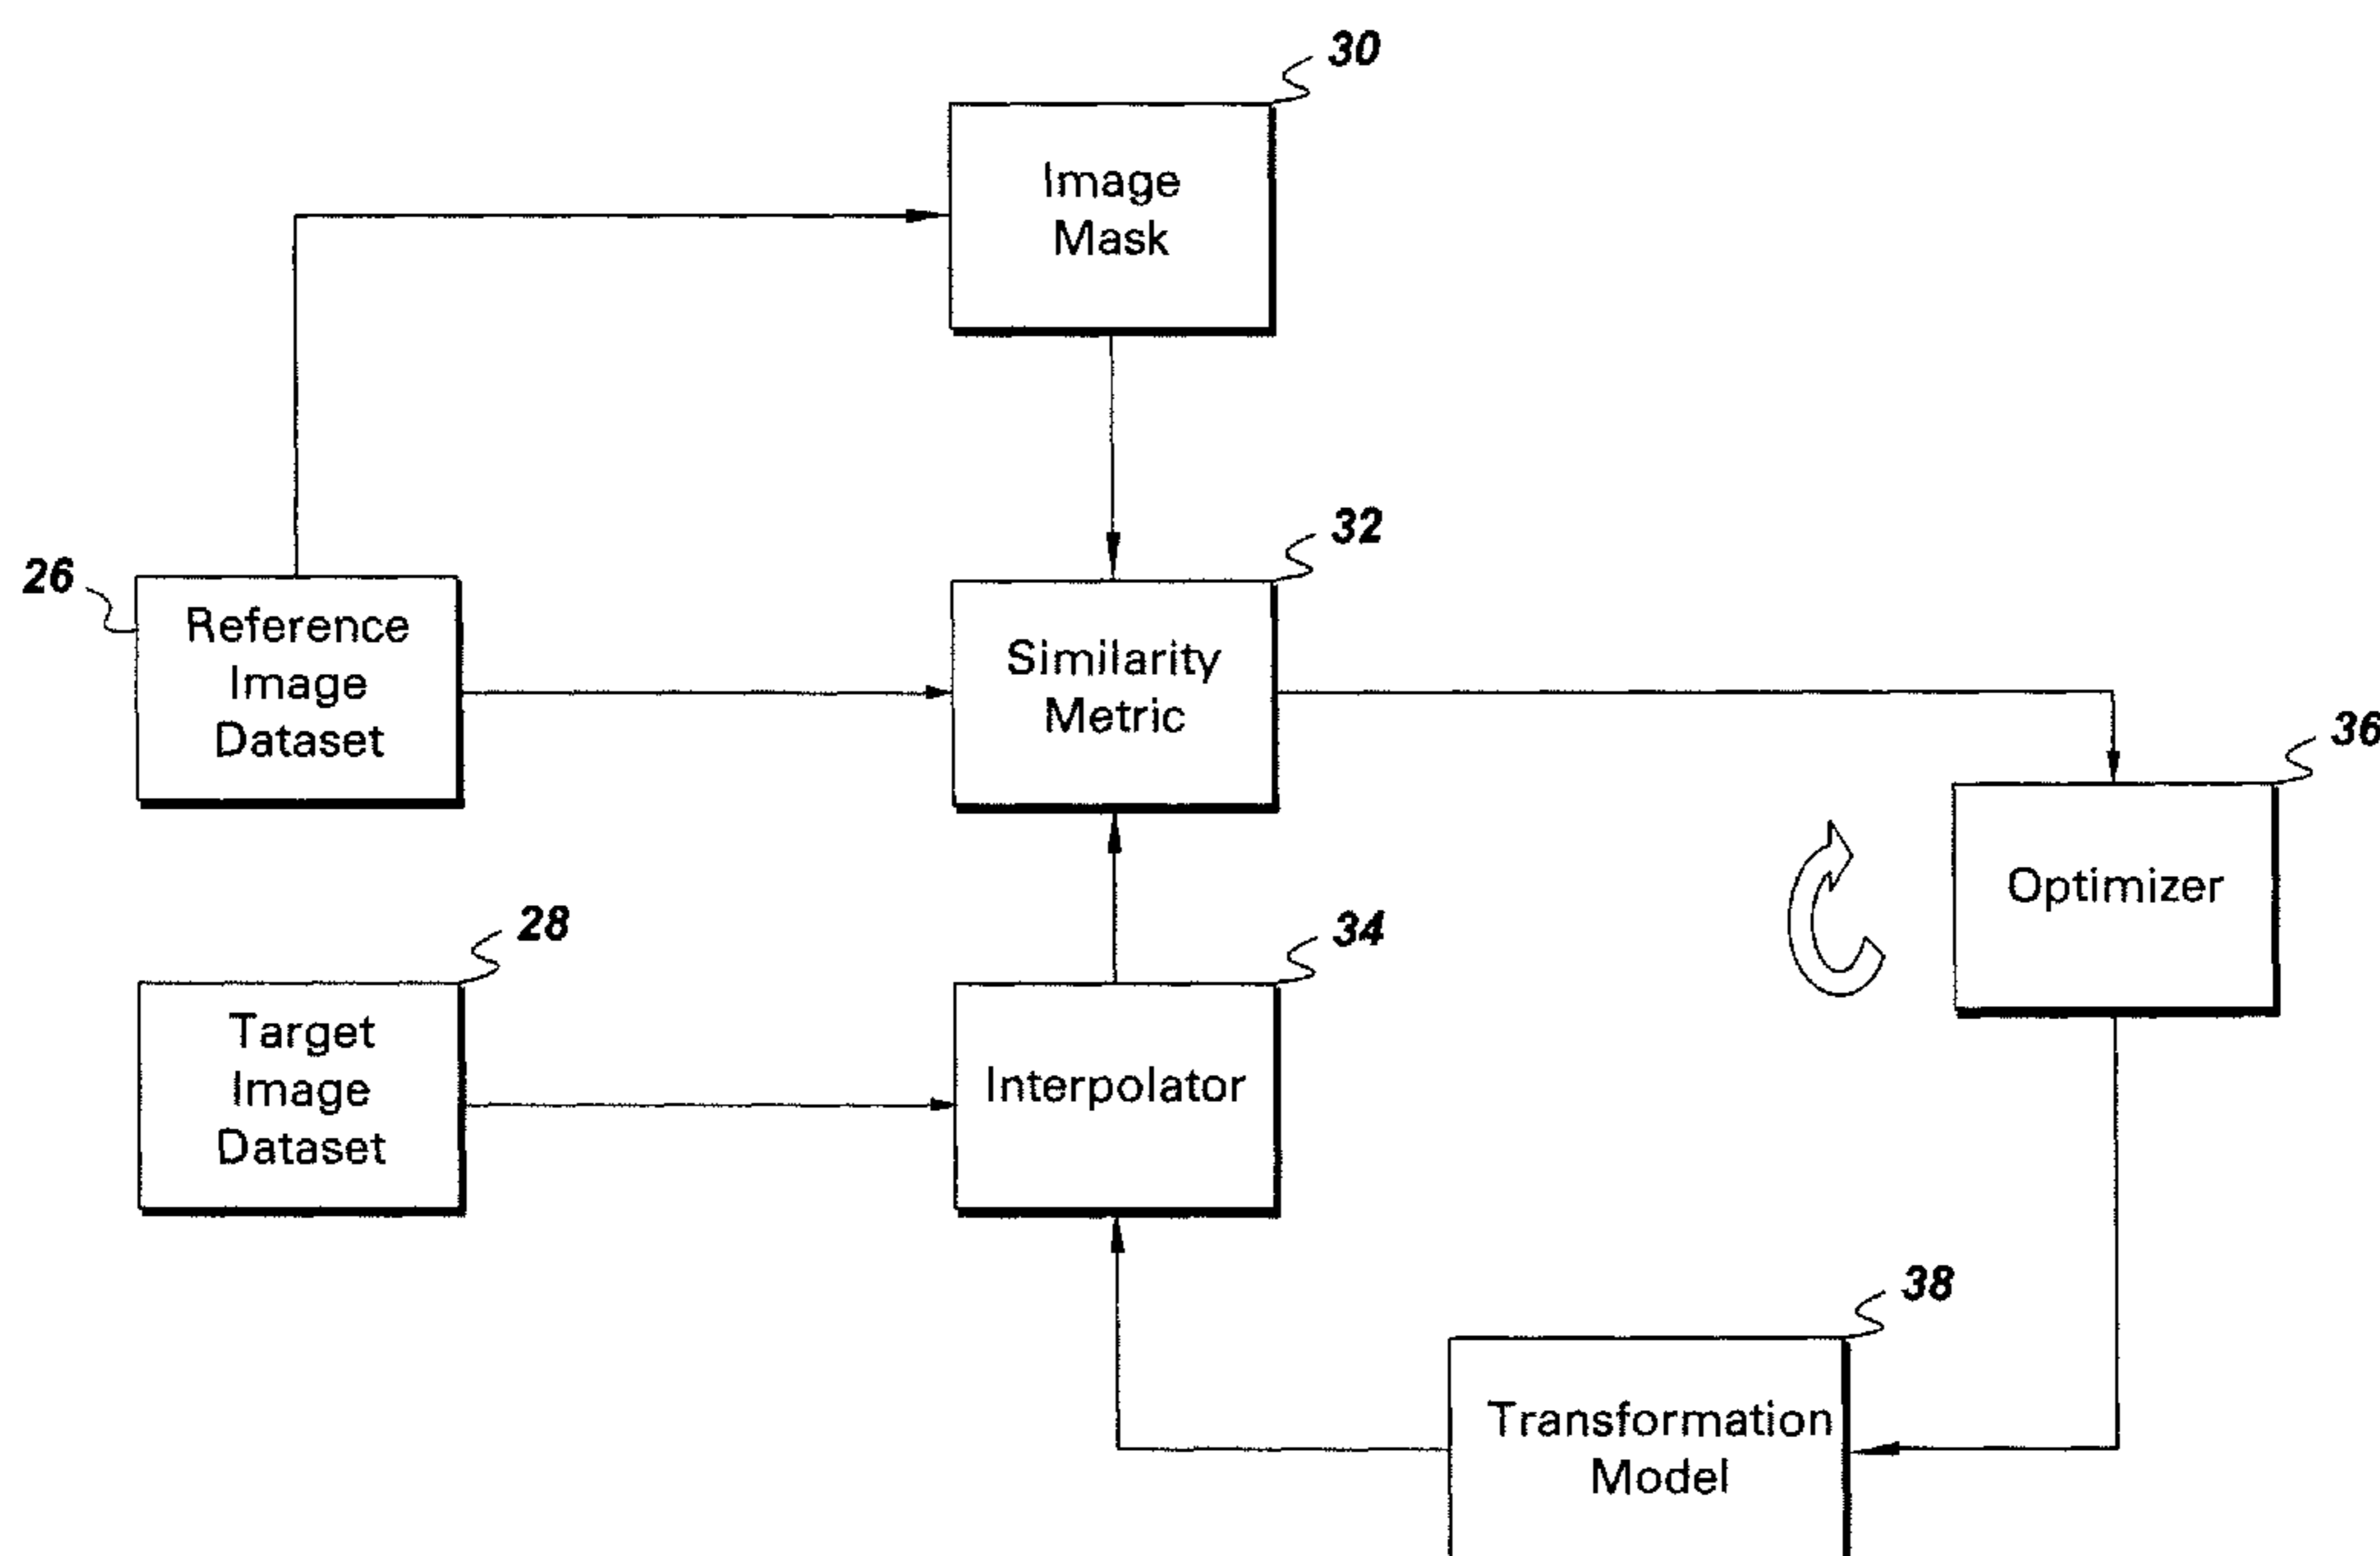 30
Image
Mask
32
26
Reference
Image
Dataset
Similarity
Metric
36
Optimizer
28
34
Target
Image
Dataset
Interpolator
38
Transformation
Model